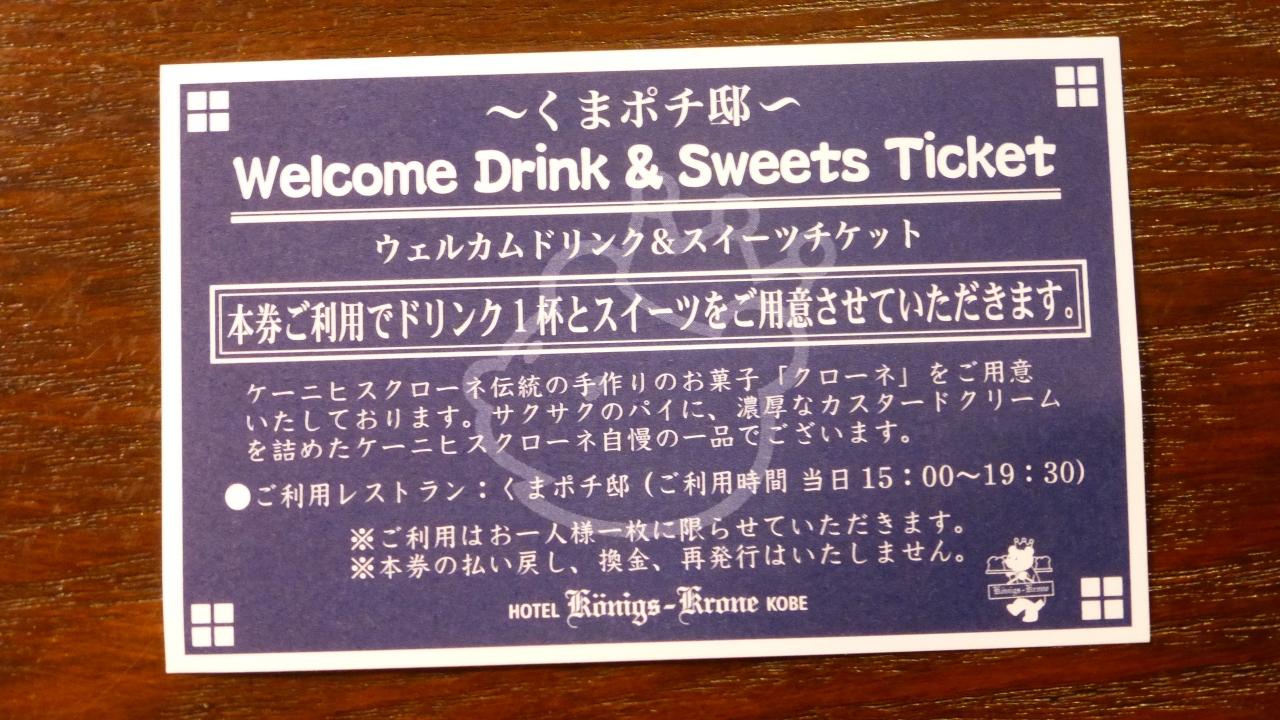 ～くまポチ邸～
Welcome Drink & Sweets Ticket
ウェルカムドリンク&スイーツチケット
本券ご利用でドリンク1杯とスイーツをご用意させていただきます。
ケーニヒスクローネ伝統の手作りのお菓子「クローネ」をご用意
いたしております。サクサクのパイに、濃厚なカスタードクリーム
を詰めたケーニヒスクローネ自慢の一品でございます。
●ご利用レストラン：くまポチ邸（ご利用時間 当日15：00～19：30）
※ご利用はお一人様一枚に限らせていただきます。
※本券の払い戻し、換金、再発行はいたしません。
Königs-Krone
HOTEL Königs-Krone KOBE